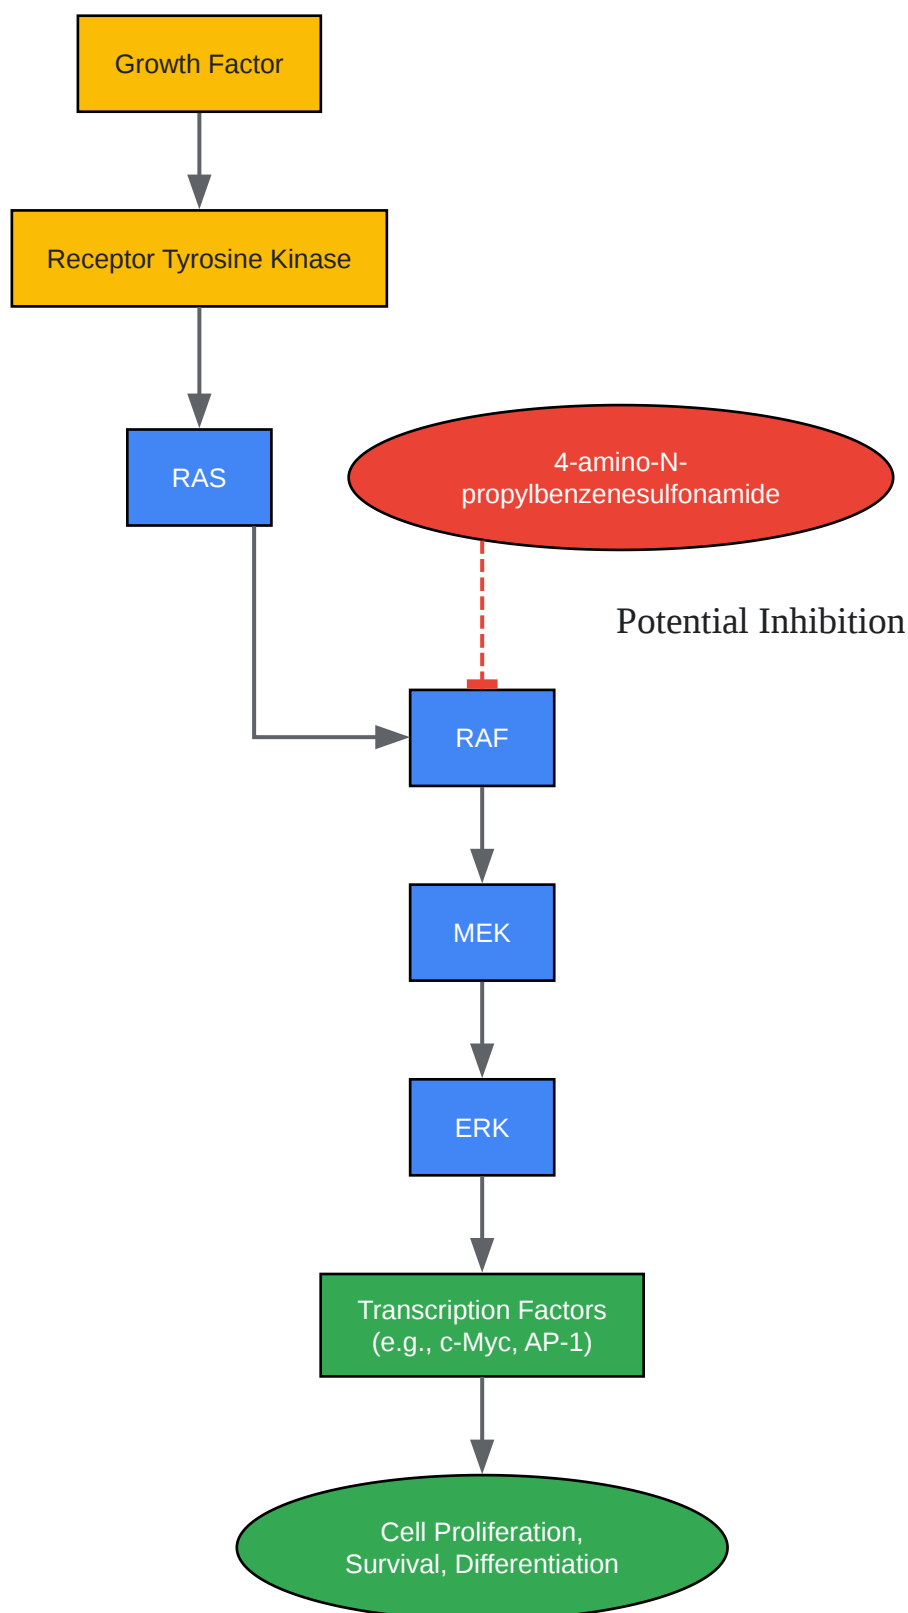 Growth Factor
Receptor Tyrosine Kinase
RAS
4-amino-N-
propylbenzenesulfonamide
Potential Inhibition
RAF
MEK
ERK
Transcription Factors
(e.g., c-Myc, AP-1)
Cell Proliferation,
Survival, Differentiation